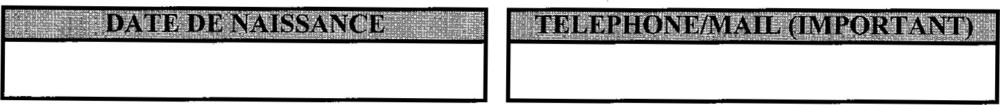 DATE DE NAISSANCE
TELEPHONE/MAIL (IMPORTANT)